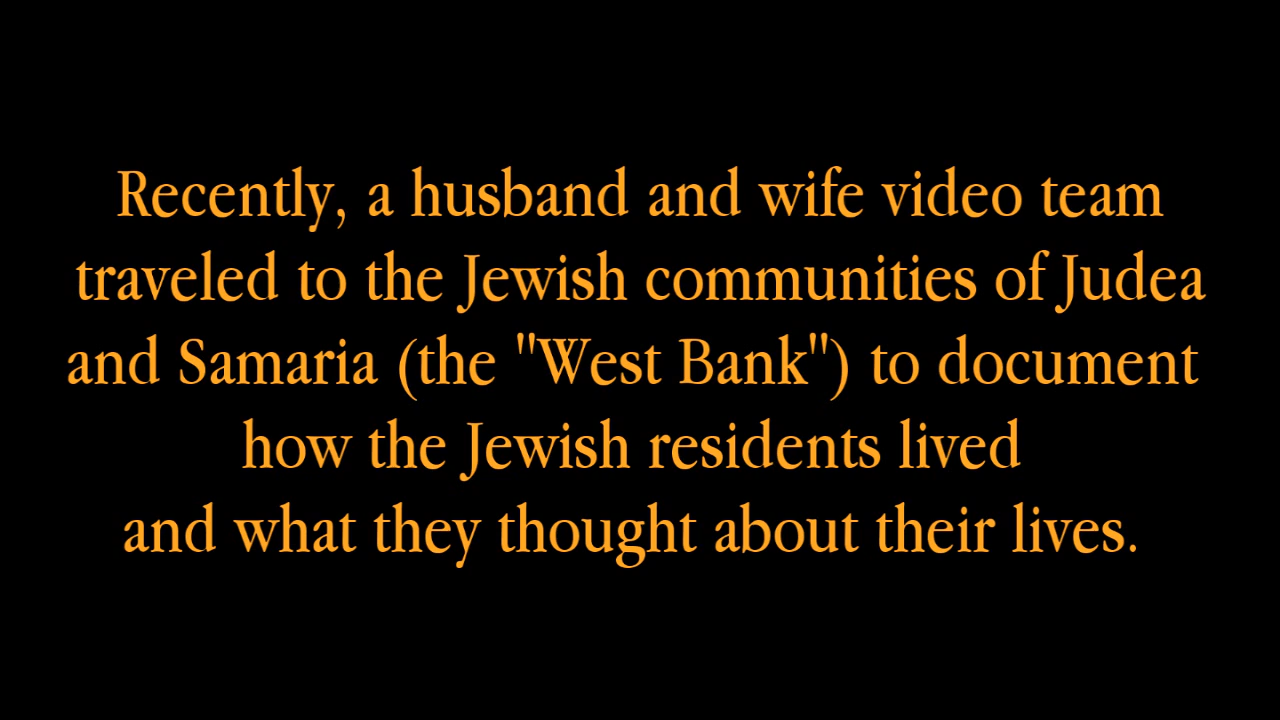 Recently, a husband and wife video team
traveled to the Jewish communities of Judea
and Samaria (the "West Bank") to document
how the Jewish residents lived
and what they thought about their lives.